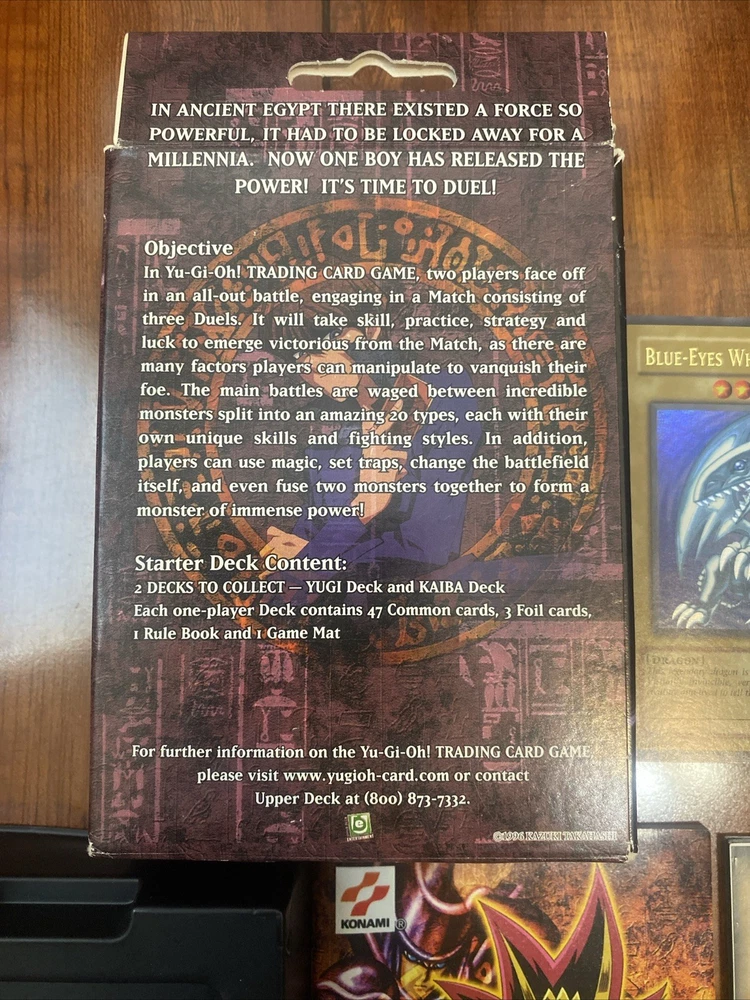 IN ANCIENT EGYPT THERE EXISTED A FORCE SO
POWERFUL, IT HAD TO BE LOCKED AWAY FOR A
MILLENNIA. NOW ONE BOY HAS RELEASED THE
POWER! IT'S TIME TO DUEL!
Objective
In Yu-Gi-Oh! TRADING CARD GAME, two players face off
in an all-out battle, engaging in a Match consisting of
three Duels. It will take skill, practice, strategy and
luck to emerge victorious from the Match, as there are
many factors players can manipulate to vanquish their
foe. The main battles are waged between incredible
monsters split into an amazing 20 types, each with their
own unique skills and fighting styles. In addition,
players can use magic, set traps, change the battlefield
itself, and even fuse two monsters together to form a
monster of immense power!
Starter Deck Content:
2 DECKS TO COLLECT — YUGI Deck and KAIBA Deck
Each one-player Deck contains 47 Common cards, 3 Foil cards,
1 Rule Book and 1 Game Mat
For further information on the Yu-Gi-Oh! TRADING CARD GAME
please visit www.yugioh-card.com or contact
Upper Deck at (800) 873-7332.
e
ENTERTAINMENT
©1996 KAZUKI TAKAHASHI
BLUE-EYES WH
[DRAGON]
KONAMI ®